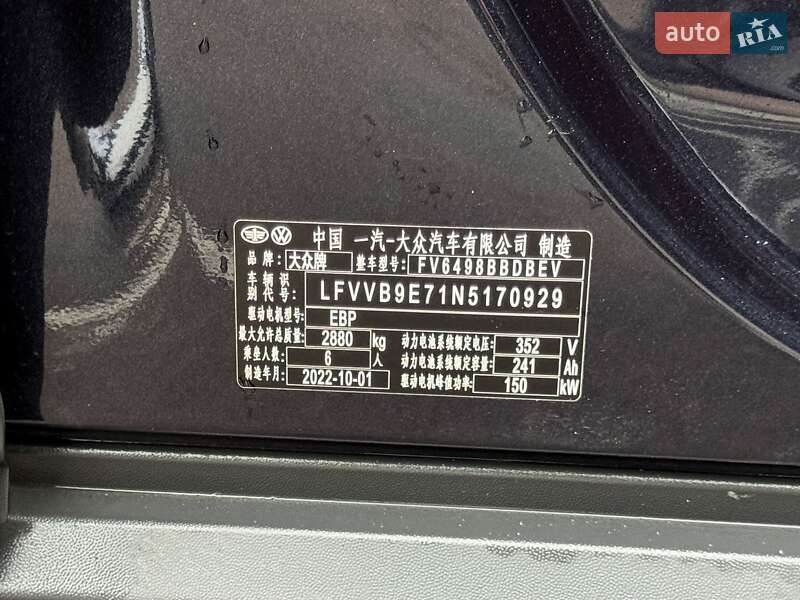 auto RIA .com
中国 一汽-大众汽车有限公司 制造
品牌: 大众牌 整车型号: FV6498BBDBEV
车辆识别代号: LFVVB9E71N5170929
驱动电机型号: EBP
最大允许总质量: 2880 kg 动力电池系统额定电压: 352 V
乘坐人数: 6 人 动力电池系统额定容量: 241 Ah
制造年月: 2022-10-01 驱动电机峰值功率: 150 kW